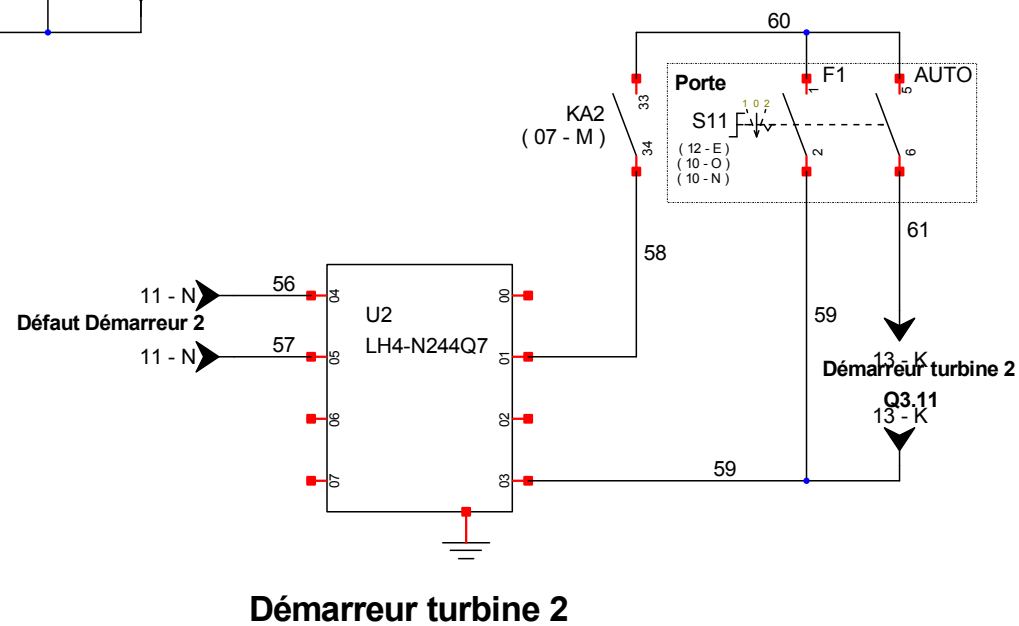 60
Porte
F1
AUTO
1
5
33
1 0 2
KA2
( 07 - M )
S11
34
2
6
( 12 - E )
( 10 - O )
( 10 - N )
61
58
11 - N
56
04
00
Défaut Démarreur 2
U2
59
11 - N
57
05
LH4-N244Q7
01
13 - K
Démarreur turbine 2
Q3.11
13 - K
06
02
07
03
59
Démarreur turbine 2